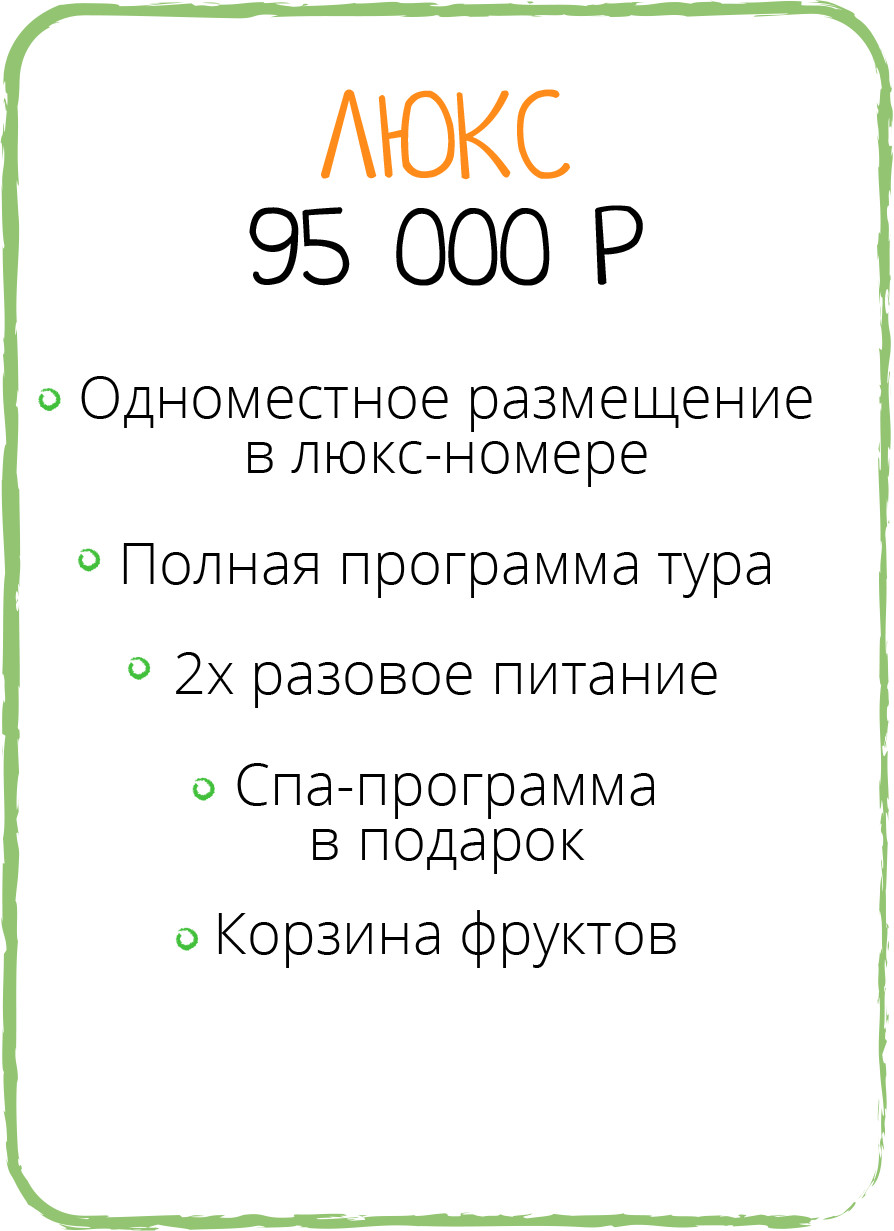 ЛЮКС
95 000 Р
Одноместное размещение
в люкс-номере
Полная программа тура
2х разовое питание
Спа-программа
в подарок
Корзина фруктов